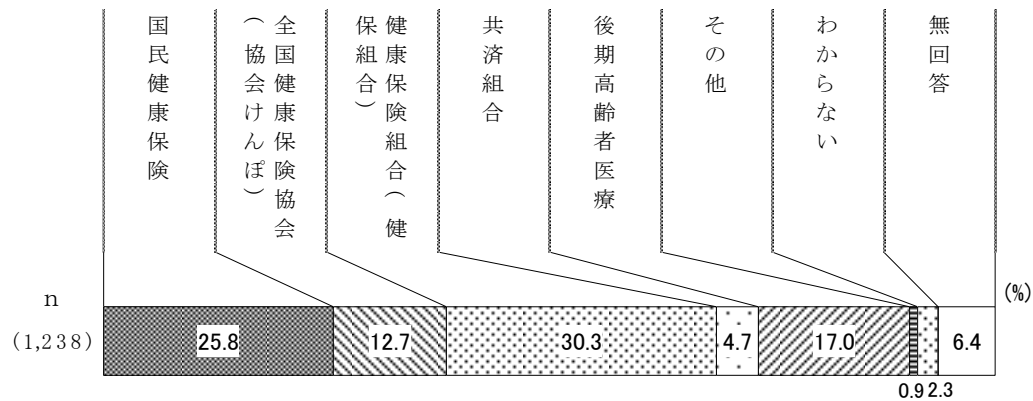 国民健康保険
全国健康保険協会
（協会けんぽ）
健康保険組合（健
保組合）
共済組合
後期高齢者医療
その他
わからない
無回答
(%)
n
(1,238)
25.8
12.7
30.3
4.7
17.0
0.9
2.3
6.4